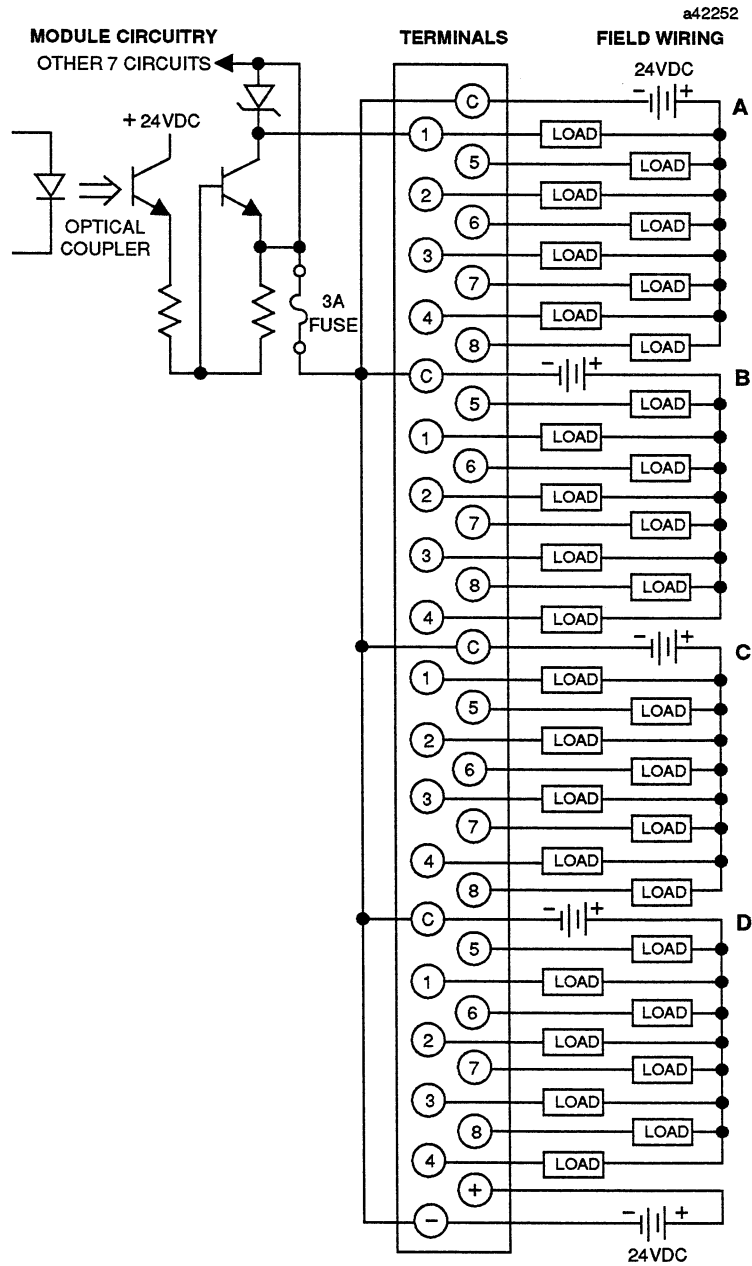 a42252
MODULE CIRCUITRY TERMINALS FIELD WIRING
OTHER 7 CIRCUITS
24VDC
- +
C
A
+24VDC
1 LOAD
5 LOAD
2 LOAD
OPTICAL
COUPLER
6 LOAD
3 LOAD
7 LOAD
3A
FUSE
4 LOAD
8 LOAD
- +
C
B
5 LOAD
1 LOAD
6 LOAD
2 LOAD
7 LOAD
3 LOAD
8 LOAD
4 LOAD
- +
C
C
1 LOAD
5 LOAD
2 LOAD
6 LOAD
3 LOAD
7 LOAD
4 LOAD
8 LOAD
- +
C
D
5 LOAD
1 LOAD
6 LOAD
2 LOAD
7 LOAD
3 LOAD
8 LOAD
4 LOAD
+
- - +
24VDC